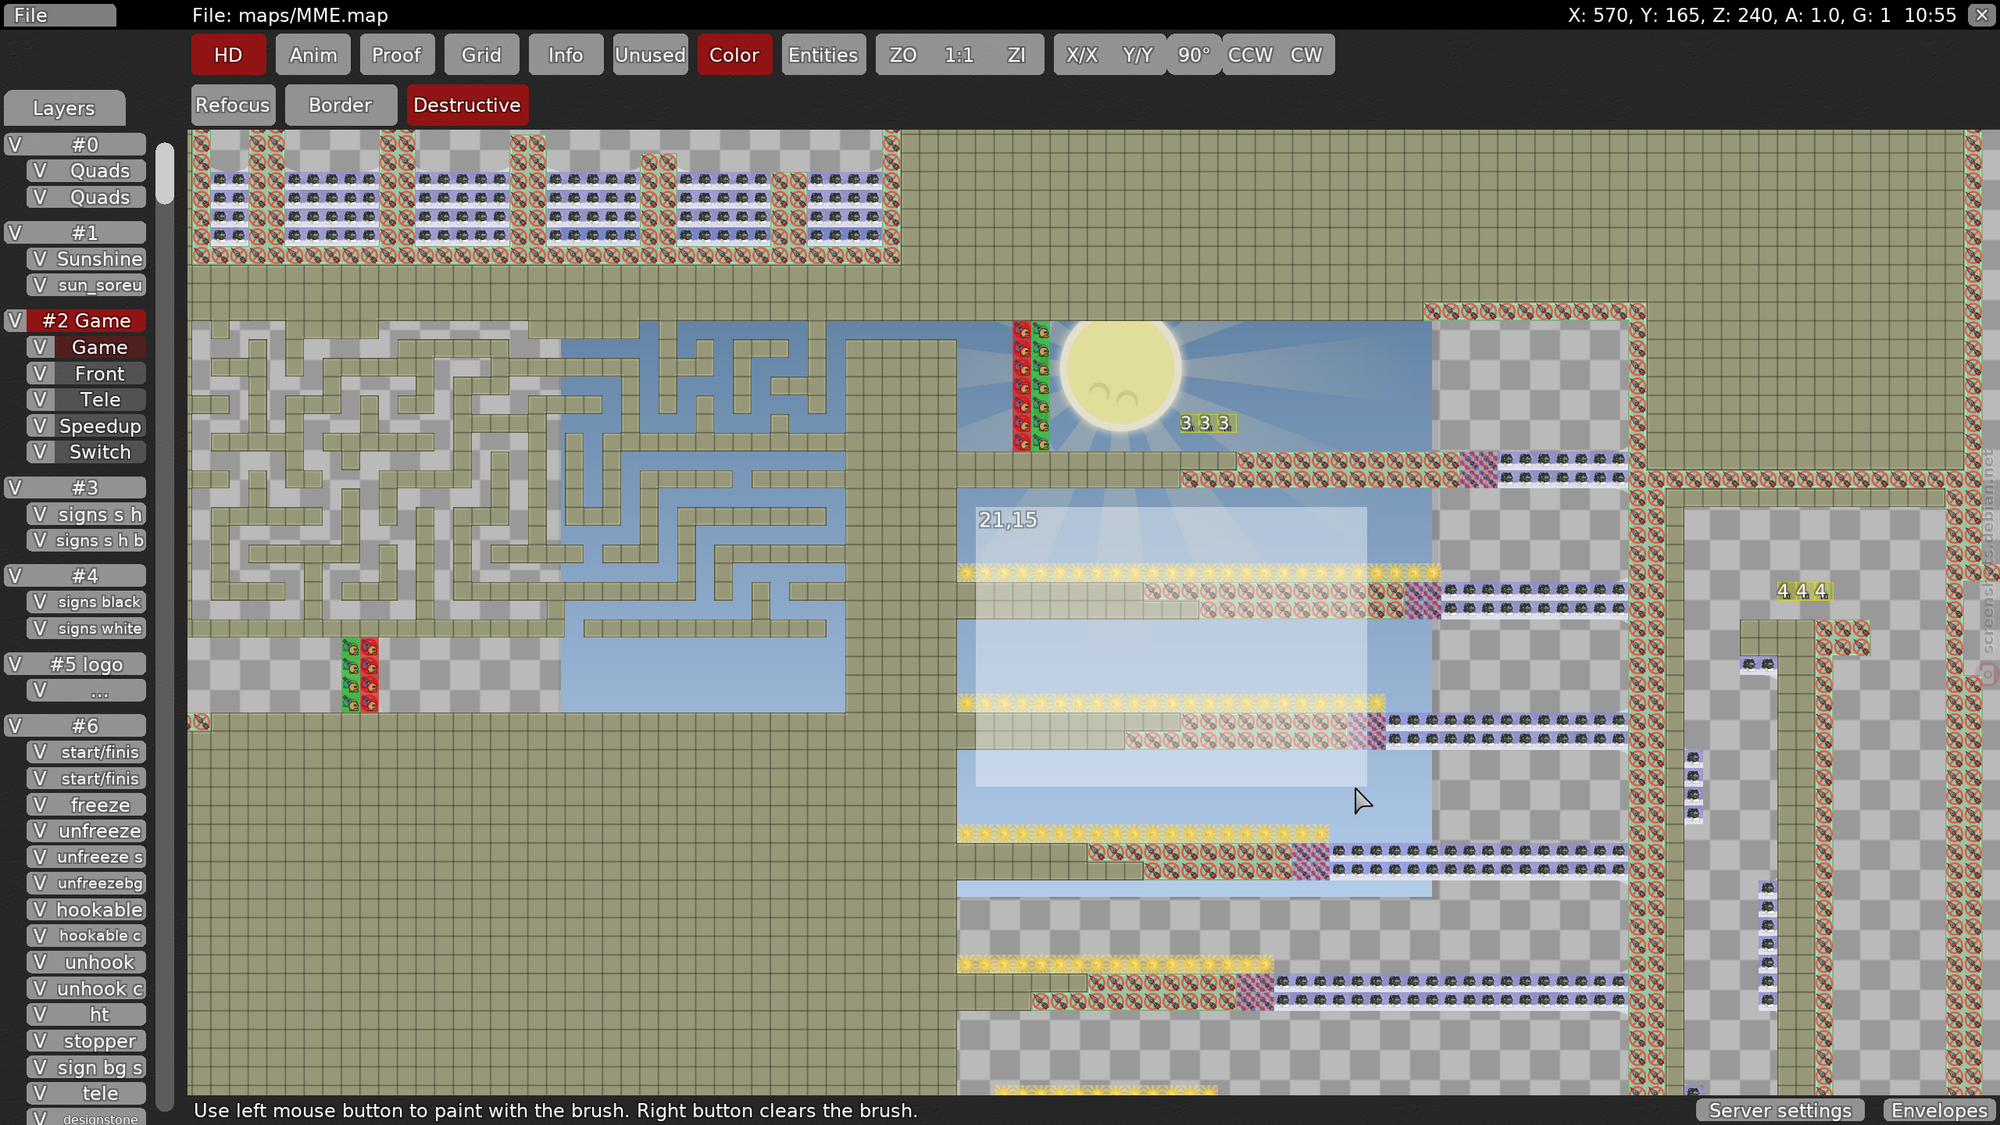 File
File: maps/MME.map
X: 570, Y: 165, Z: 240, A: 1.0, G: 1 10:55
HD Anim Proof Grid Info Unused Color Entities ZO 1:1 ZI X/X Y/Y 90° CCW CW
Refocus Border Destructive
Layers
V #0
V Quads
V Quads
V #1
V Sunshine
V sun_soreu
V #2 Game
V Game
V Front
V Tele
V Speedup
V Switch
V #3
V signs s h
V signs s h b
V #4
V signs black
V signs white
V #5 logo
V ...
V #6
V start/finis
V start/finis
V freeze
V unfreeze
V unfreeze s
V unfreezebg
V hookable
V hookable c
V unhook
V unhook c
V ht
V stopper
V sign bg s
V tele
V designstone
3 3 3
21,15
4 4 4
screenshots.debian.net
Use left mouse button to paint with the brush. Right button clears the brush.
Server settings Envelopes